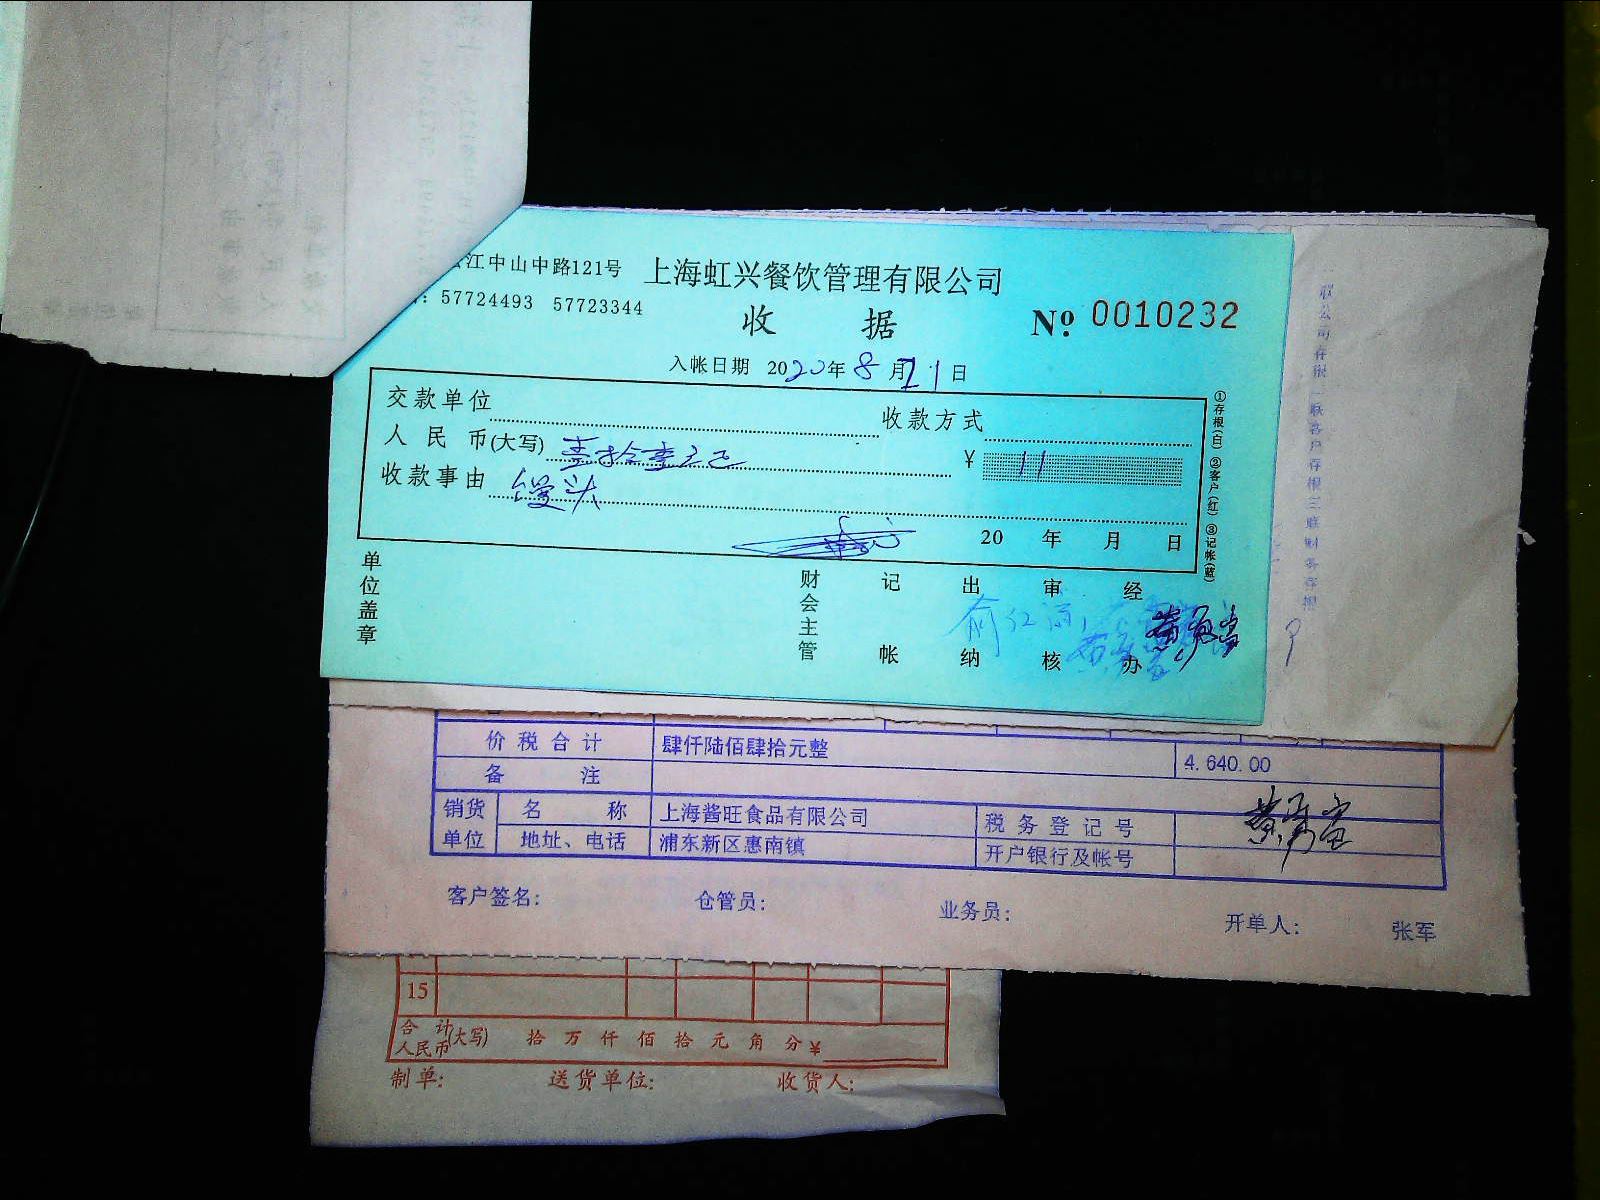 江中山中路121号
57724493 57723344
上海虹兴餐饮管理有限公司
收据
№ 0010232
入帐日期 2020年8月21日
交款单位
收款方式
人民币(大写) 壹拾壹元正
¥ 11
收款事由 馒头
20 年 月 日
①存根(白) ②客户(红) ③记帐(蓝)
单位盖章
财会主管
记帐
出纳
审核
经办
价税合计 肆仟陆佰肆拾元整 4,640.00
备注
销货单位
名称 上海酱旺食品有限公司 税务登记号
地址、电话 浦东新区惠南镇 开户银行及帐号
客户签名: 仓管员: 业务员: 开单人: 张军
15
合计人民币(大写) 拾 万 仟 佰 拾 元 角 分 ¥
制单: 送货单位: 收货人: